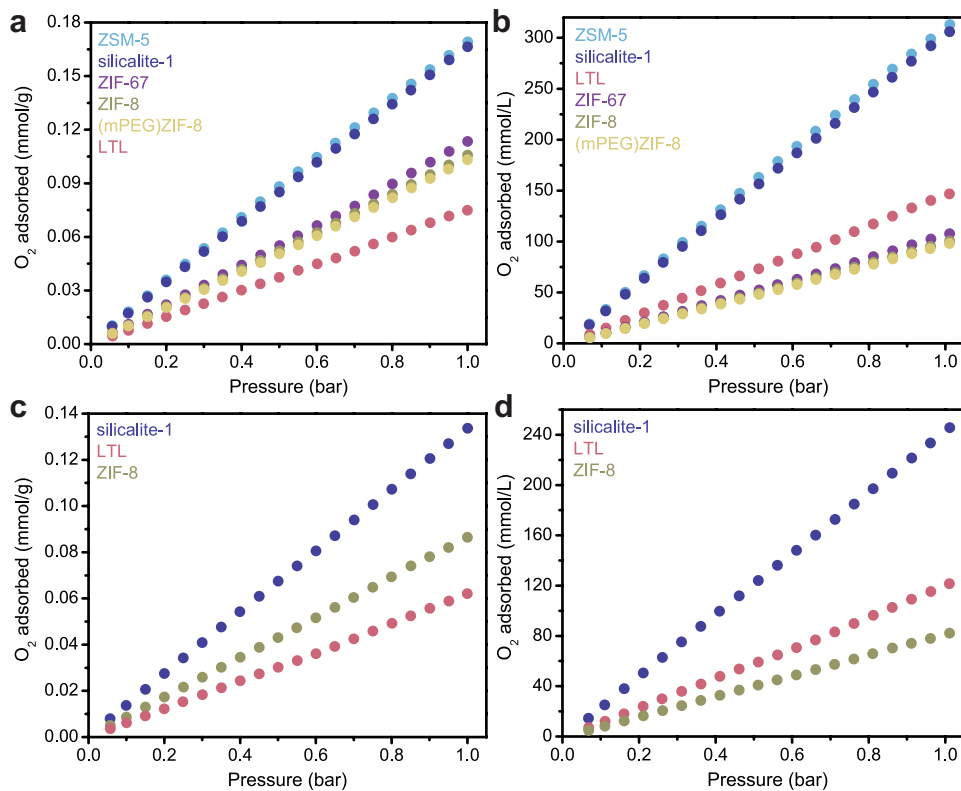 a
ZSM-5
silicalite-1
ZIF-67
ZIF-8
(mPEG)ZIF-8
LTL
O₂ adsorbed (mmol/g)
0.18
0.15
0.12
0.09
0.06
0.03
0.00
0.0 0.2 0.4 0.6 0.8 1.0
Pressure (bar)
b
ZSM-5
silicalite-1
LTL
ZIF-67
ZIF-8
(mPEG)ZIF-8
O₂ adsorbed (mmol/L)
300
250
200
150
100
50
0
0.0 0.2 0.4 0.6 0.8 1.0
Pressure (bar)
c
silicalite-1
LTL
ZIF-8
O₂ adsorbed (mmol/g)
0.14
0.12
0.10
0.08
0.06
0.04
0.02
0.00
0.0 0.2 0.4 0.6 0.8 1.0
Pressure (bar)
d
silicalite-1
LTL
ZIF-8
O₂ adsorbed (mmol/L)
240
200
160
120
80
40
0
0.0 0.2 0.4 0.6 0.8 1.0
Pressure (bar)